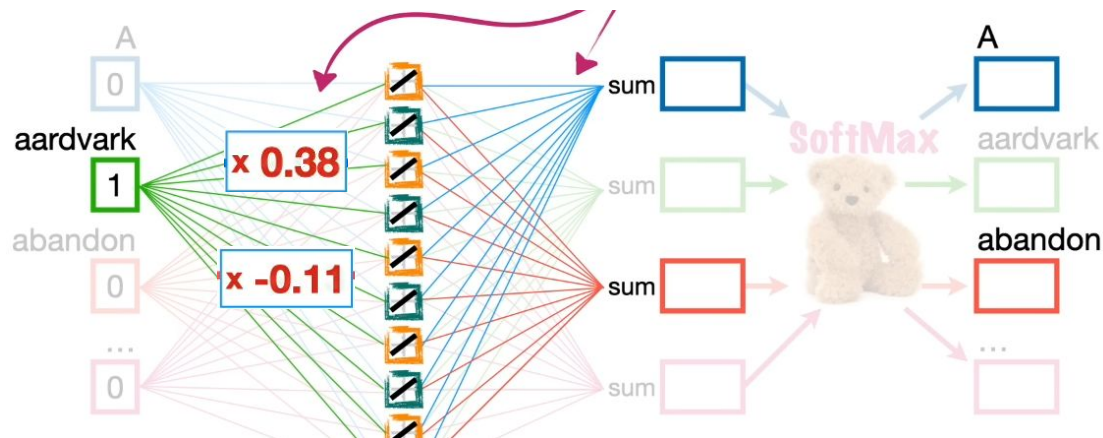 A
0
aardvark
1
abandon
0
...
0
x 0.38
x -0.11
sum
sum
sum
sum
SoftMax
A
aardvark
abandon
...